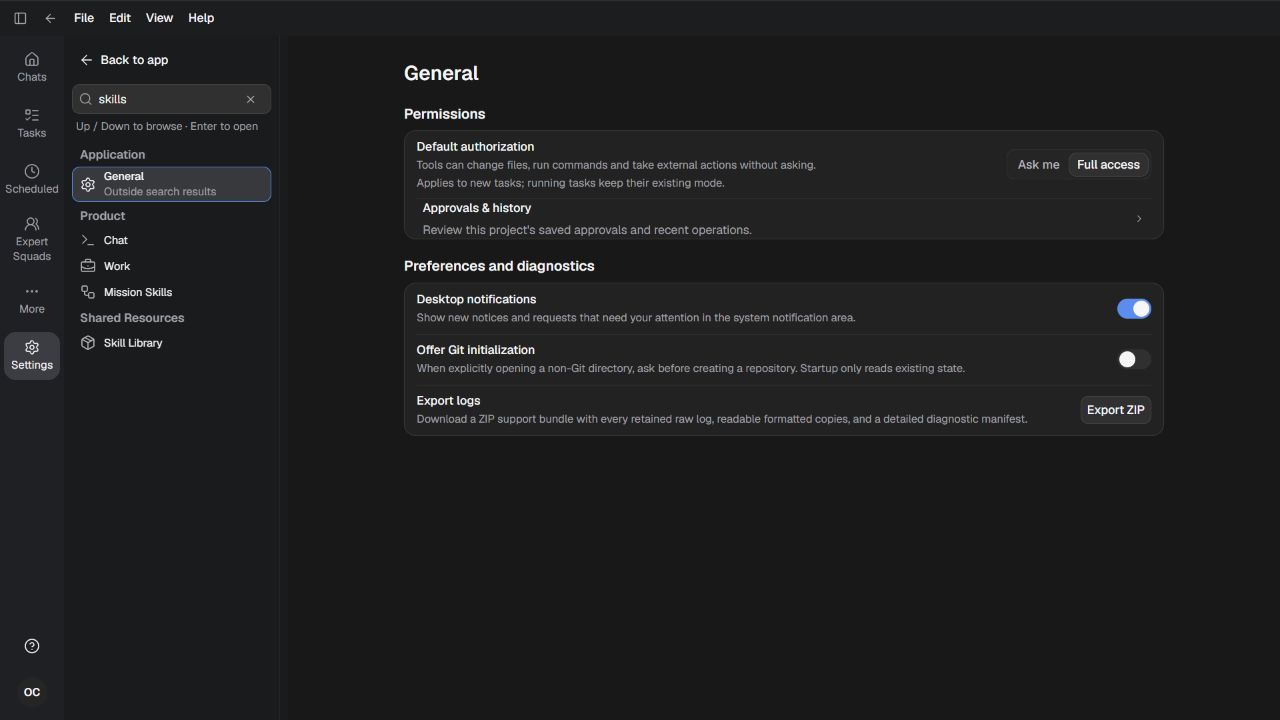 File Edit View Help
Chats
Tasks
Scheduled
Expert
Squads
More
Settings
OC
Back to app
skills
Up / Down to browse · Enter to open
Application
General
Outside search results
Product
Chat
Work
Mission Skills
Shared Resources
Skill Library
General
Permissions
Default authorization
Tools can change files, run commands and take external actions without asking.
Applies to new tasks; running tasks keep their existing mode.
Ask me Full access
Approvals & history
Review this project's saved approvals and recent operations.
Preferences and diagnostics
Desktop notifications
Show new notices and requests that need your attention in the system notification area.
Offer Git initialization
When explicitly opening a non-Git directory, ask before creating a repository. Startup only reads existing state.
Export logs
Download a ZIP support bundle with every retained raw log, readable formatted copies, and a detailed diagnostic manifest.
Export ZIP